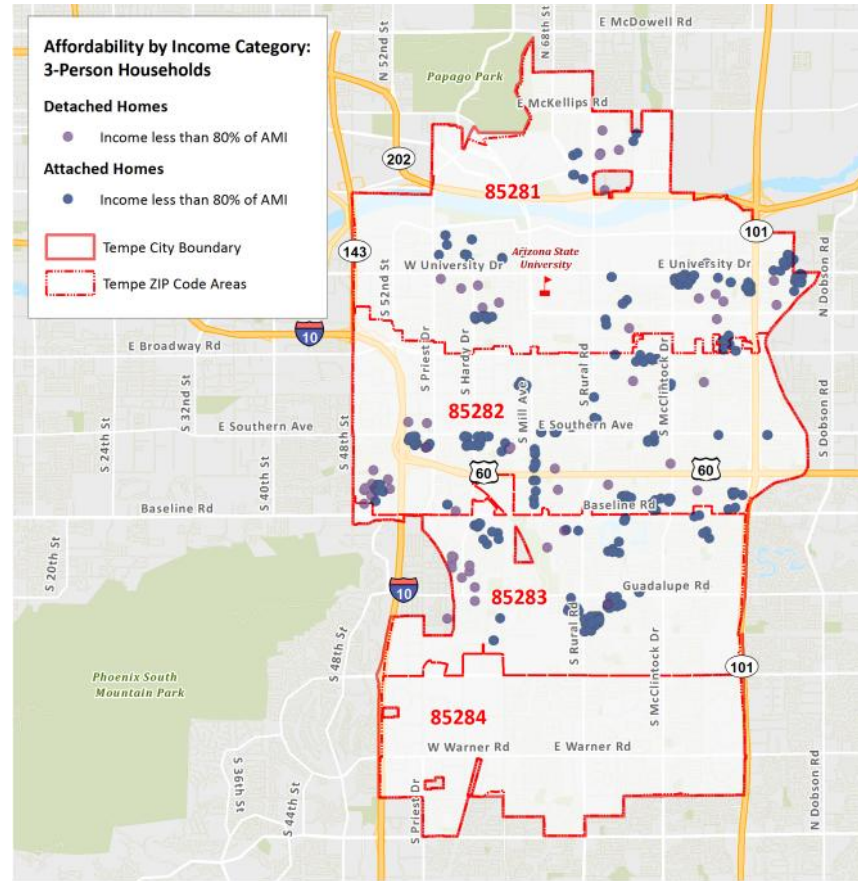 Affordability by Income Category:
3-Person Households
Detached Homes
Income less than 80% of AMI
Attached Homes
Income less than 80% of AMI
Tempe City Boundary
Tempe ZIP Code Areas
E McDowell Rd
N 52nd St
N 68th St
Papago Park
E McKellips Rd
202
85281
143
101
W University Dr
Arizona State
University
E University Dr
N Dobson Rd
S 52nd St
10
E Broadway Rd
S Priest Dr
S Hardy Dr
S Mill Ave
S Rural Rd
S McClintock Dr
S Dobson Rd
85282
S 24th St
S 32nd St
E Southern Ave
S 40th St
S 48th St
E Southern Ave
60
60
Baseline Rd
Baseline Rd
S 20th St
10
85283
Guadalupe Rd
S 48th St
S Rural Rd
S McClintock Dr
101
Phoenix South
Mountain Park
85284
W Warner Rd
E Warner Rd
S 36th St
S 44th St
S Priest Dr
N Dobson Rd